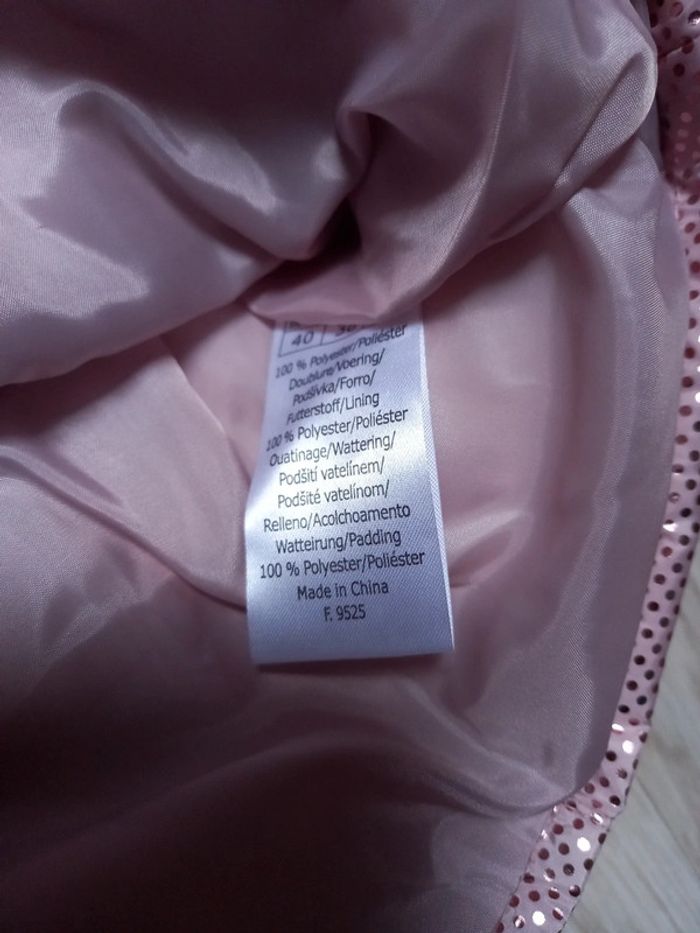 40
100 % Polyester/Poliéster
Doublure/Voering/
Podšívka/Forro/
Futterstoff/Lining
100 % Polyester/Poliéster
Ouatinage/Wattering/
Podšití vatelínem/
Podšité vatelínom/
Relleno/Acolchoamento
Watteirung/Padding
100 % Polyester/Poliéster
Made in China
F. 9525